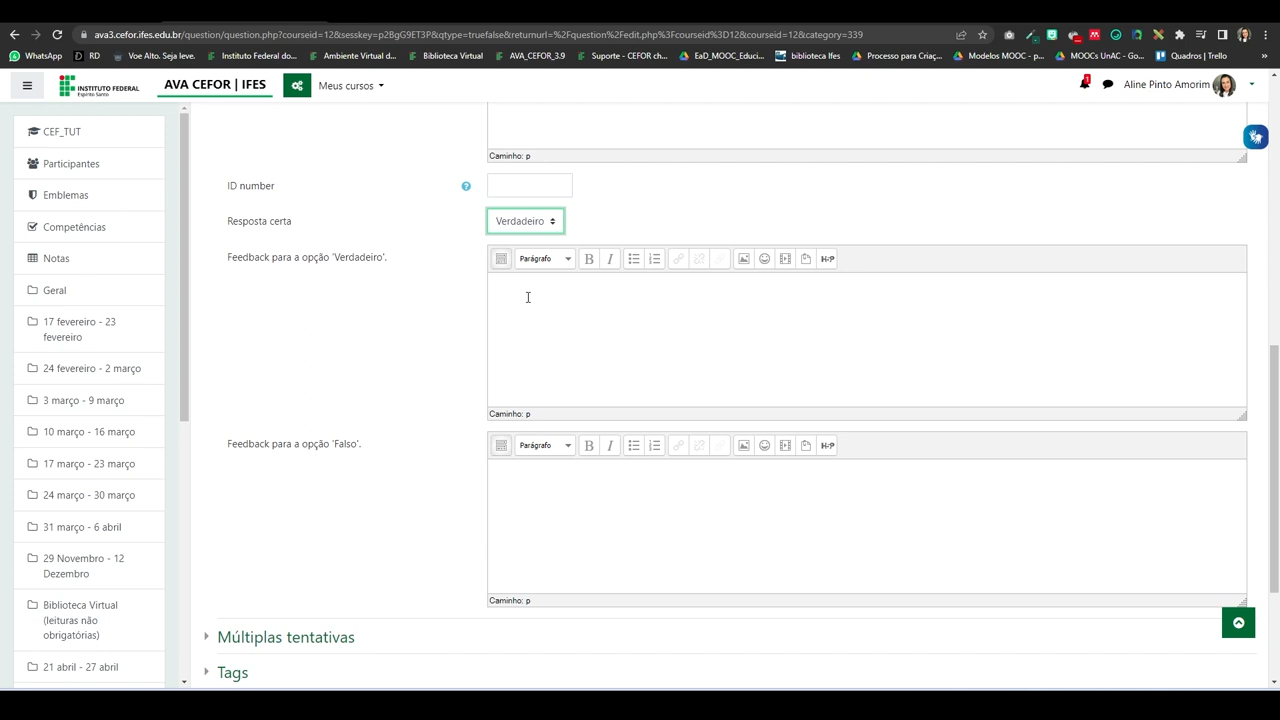 ava3.cefor.ifes.edu.br/question/question.php?courseid=12&sesskey=p2BgG9ET3P&qtype=truefalse&returnurl=%2Fquestion%2Fedit.php%3Fcourseid%3D12&courseid=12&category=339
WhatsApp
RD
Voe Alto. Seja leve.
Instituto Federal do...
Ambiente Virtual d...
Biblioteca Virtual
AVA_CEFOR_3.9
Suporte - CEFOR ch...
EaD_MOOC_Educi...
biblioteca Ifes
Processo para Criaç...
Modelos MOOC - p...
MOOCs UnAC - Go...
Quadros | Trello
INSTITUTO FEDERAL
Espírito Santo
AVA CEFOR | IFES
Meus cursos
1
Aline Pinto Amorim
CEF_TUT
Participantes
Emblemas
Competências
Notas
Geral
17 fevereiro - 23
fevereiro
24 fevereiro - 2 março
3 março - 9 março
10 março - 16 março
17 março - 23 março
24 março - 30 março
31 março - 6 abril
29 Novembro - 12
Dezembro
Biblioteca Virtual
(leituras não
obrigatórias)
21 abril - 27 abril
Caminho: p
ID number
Resposta certa
Verdadeiro
Feedback para a opção 'Verdadeiro'.
Parágrafo
B I
H-P
Caminho: p
Feedback para a opção 'Falso'.
Parágrafo
B I
H-P
Caminho: p
Múltiplas tentativas
Tags